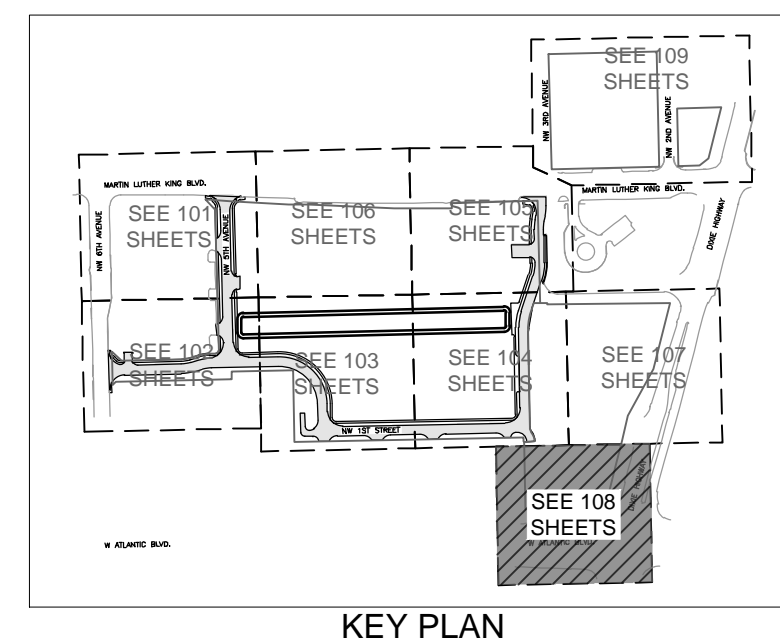 SEE 109
SHEETS
NW 3RD AVENUE
NW 2ND AVENUE
MARTIN LUTHER KING BLVD.
MARTIN LUTHER KING BLVD.
NW 6TH AVENUE
SEE 101
SHEETS
NW 5TH AVENUE
SEE 106
SHEETS
SEE 105
SHEETS
DIXIE HIGHWAY
SEE 102
SHEETS
SEE 103
SHEETS
SEE 104
SHEETS
SEE 107
SHEETS
NW 1ST STREET
DIXIE HIGHWAY
SEE 108
SHEETS
W ATLANTIC BLVD.
W ATLANTIC BLVD.
KEY PLAN